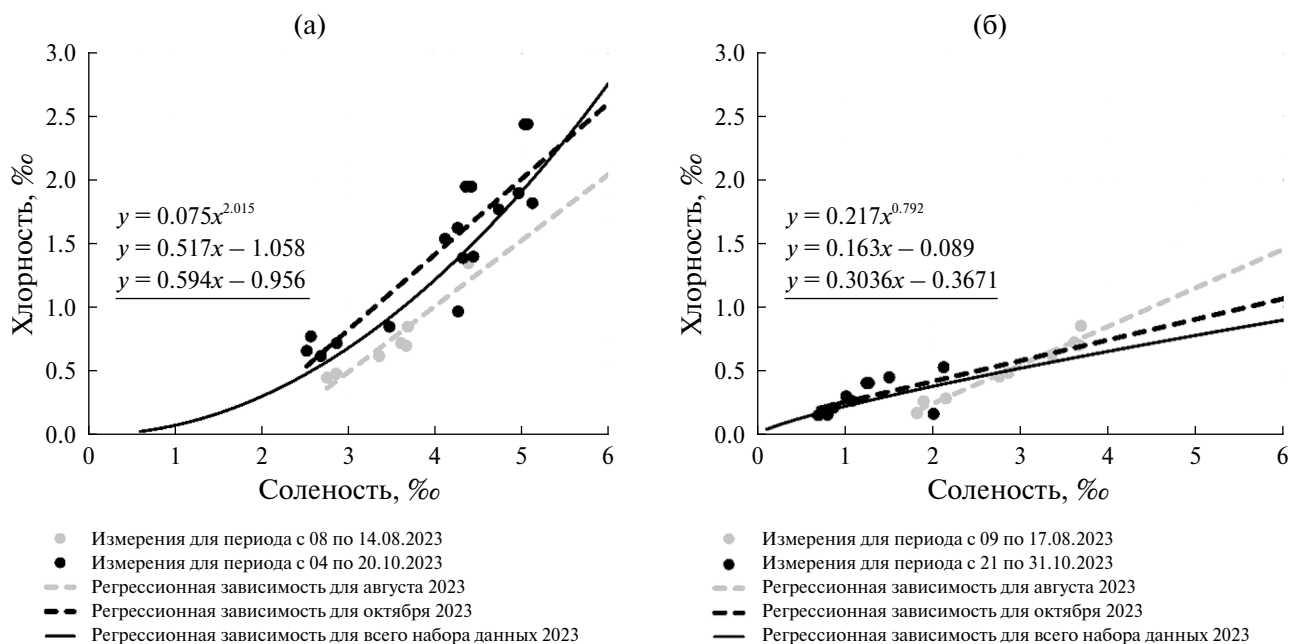 (а)
3.0
2.5
2.0
1.5
1.0
0.5
0.0
Хлорность, ‰
y = 0.075x^2.015
y = 0.517x – 1.058
y = 0.594x – 0.956
0 1 2 3 4 5 6
Соленость, ‰
Измерения для периода с 08 по 14.08.2023
Измерения для периода с 04 по 20.10.2023
Регрессионная зависимость для августа 2023
Регрессионная зависимость для октября 2023
Регрессионная зависимость для всего набора данных 2023
(б)
3.0
2.5
2.0
1.5
1.0
0.5
0.0
Хлорность, ‰
y = 0.217x^0.792
y = 0.163x – 0.089
y = 0.3036x – 0.3671
0 1 2 3 4 5 6
Соленость, ‰
Измерения для периода с 09 по 17.08.2023
Измерения для периода с 21 по 31.10.2023
Регрессионная зависимость для августа 2023
Регрессионная зависимость для октября 2023
Регрессионная зависимость для всего набора данных 2023